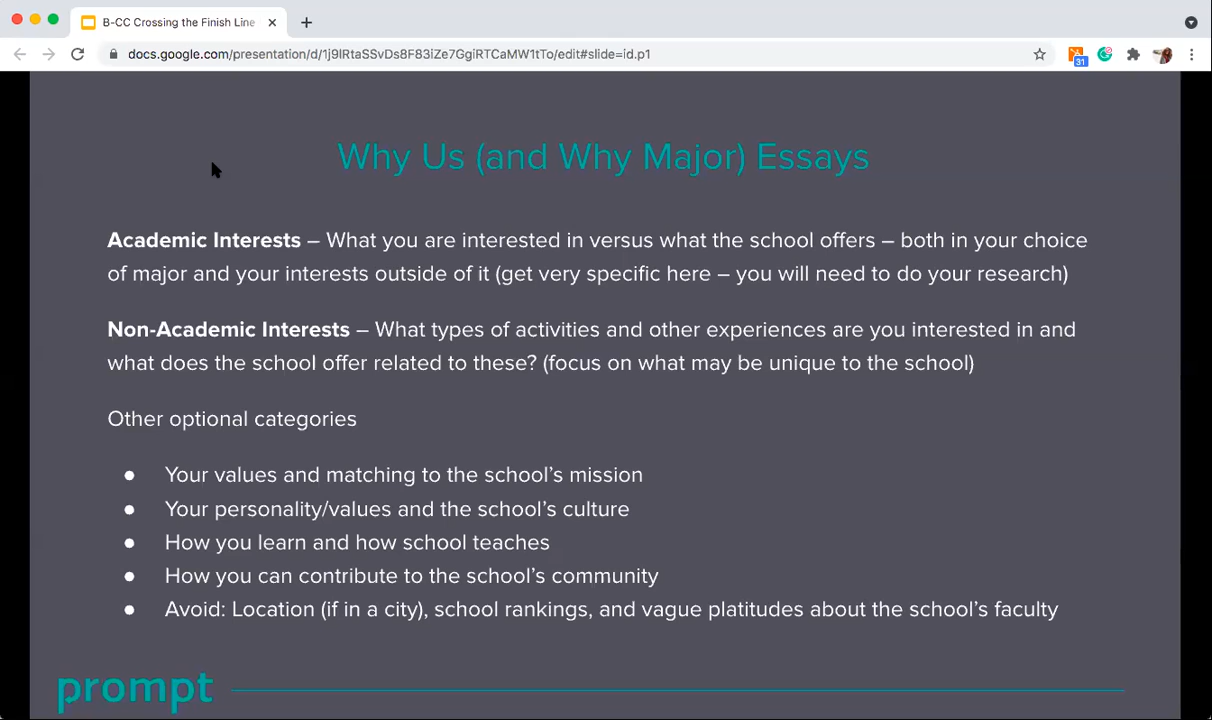 B-CC Crossing the Finish Line
docs.google.com/presentation/d/1j9lRtaSSvDs8F83iZe7GgiRTCaMW1tTo/edit#slide=id.p1
31
Why Us (and Why Major) Essays
Academic Interests – What you are interested in versus what the school offers – both in your choice
of major and your interests outside of it (get very specific here – you will need to do your research)
Non-Academic Interests – What types of activities and other experiences are you interested in and
what does the school offer related to these? (focus on what may be unique to the school)
Other optional categories
● Your values and matching to the school’s mission
● Your personality/values and the school’s culture
● How you learn and how school teaches
● How you can contribute to the school’s community
● Avoid: Location (if in a city), school rankings, and vague platitudes about the school’s faculty
prompt